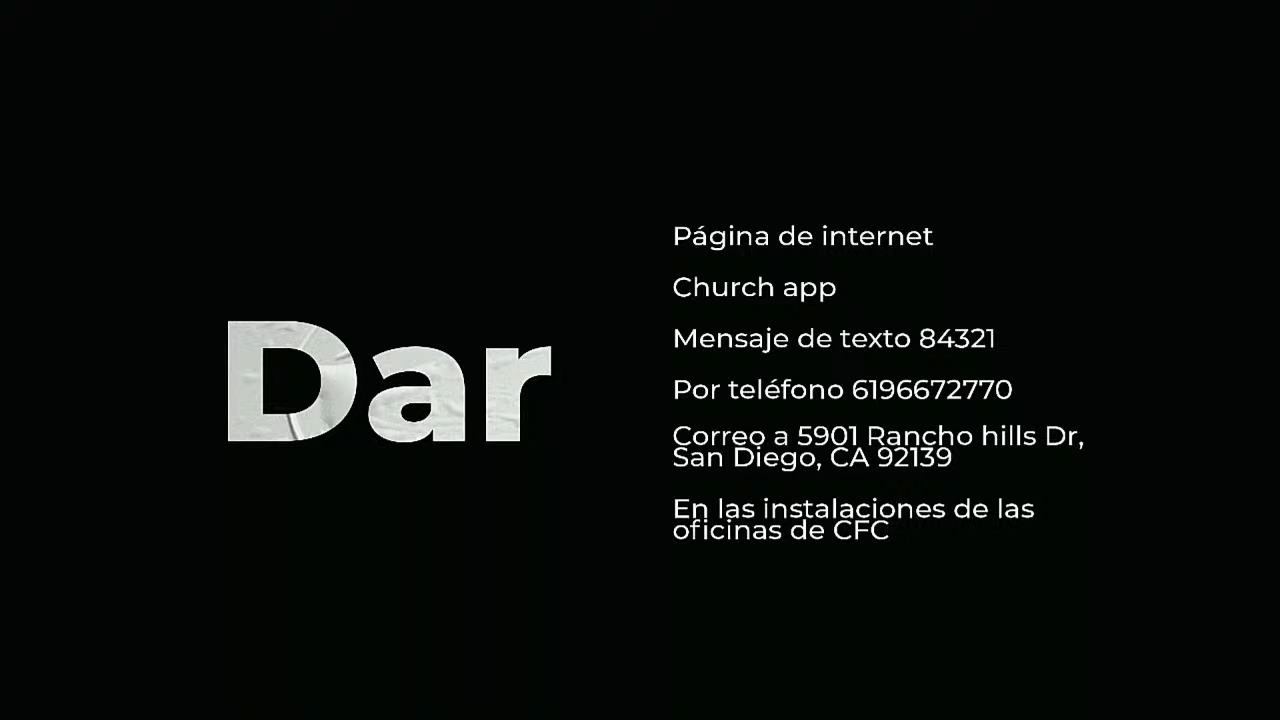 Dar
Página de internet
Church app
Mensaje de texto 84321
Por teléfono 6196672770
Correo a 5901 Rancho hills Dr,
San Diego, CA 92139
En las instalaciones de las
oficinas de CFC